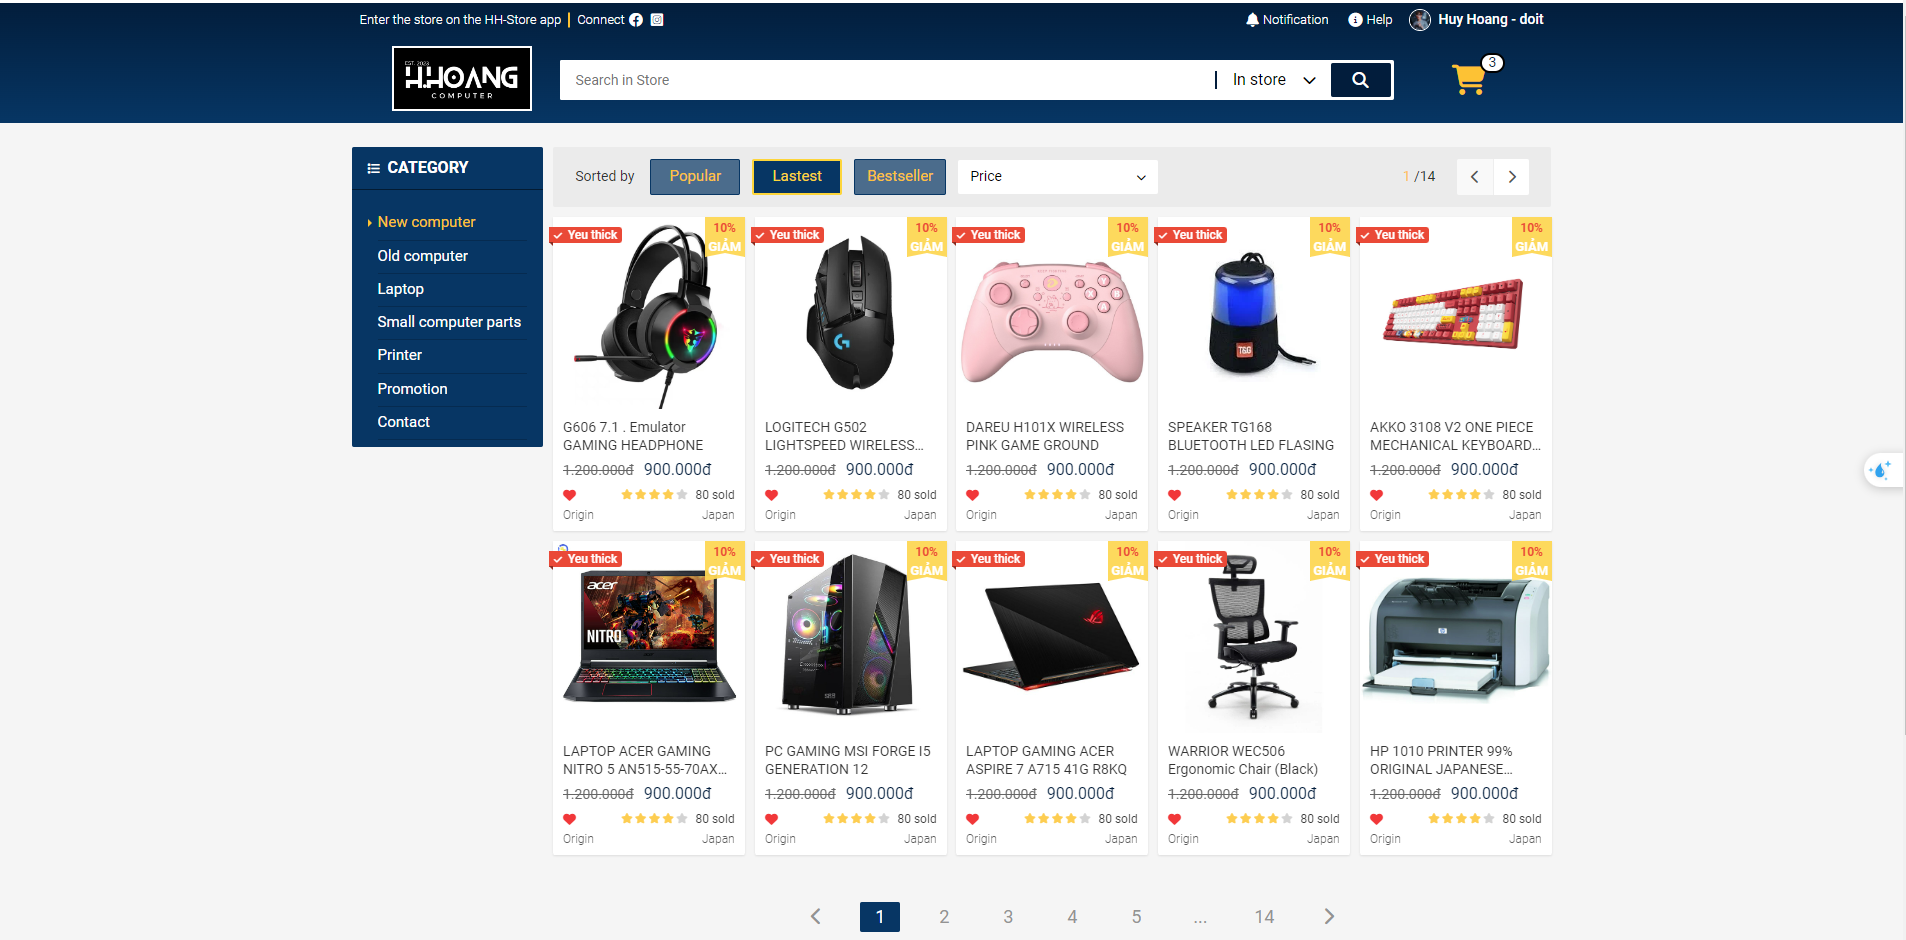 Enter the store on the HH-Store app
Connect
Notification
Help
Huy Hoang - doit
EST. 2023
H.HOANG
COMPUTER
Search in Store
In store
3
CATEGORY
New computer
Old computer
Laptop
Small computer parts
Printer
Promotion
Contact
Sorted by
Popular
Lastest
Bestseller
Price
1 /14
Yeu thick
10%
GIẢM
G606 7.1 . Emulator
GAMING HEADPHONE
1.200.000đ 900.000đ
80 sold
Origin
Japan
Yeu thick
10%
GIẢM
LOGITECH G502
LIGHTSPEED WIRELESS...
1.200.000đ 900.000đ
80 sold
Origin
Japan
Yeu thick
10%
GIẢM
DAREU H101X WIRELESS
PINK GAME GROUND
1.200.000đ 900.000đ
80 sold
Origin
Japan
Yeu thick
10%
GIẢM
T&G
SPEAKER TG168
BLUETOOTH LED FLASING
1.200.000đ 900.000đ
80 sold
Origin
Japan
Yeu thick
10%
GIẢM
AKKO 3108 V2 ONE PIECE
MECHANICAL KEYBOARD...
1.200.000đ 900.000đ
80 sold
Origin
Japan
Yeu thick
10%
GIẢM
acer
NITRO
LAPTOP ACER GAMING
NITRO 5 AN515-55-70AX...
1.200.000đ 900.000đ
80 sold
Origin
Japan
Yeu thick
10%
GIẢM
PC GAMING MSI FORGE I5
GENERATION 12
1.200.000đ 900.000đ
80 sold
Origin
Japan
Yeu thick
10%
GIẢM
LAPTOP GAMING ACER
ASPIRE 7 A715 41G R8KQ
1.200.000đ 900.000đ
80 sold
Origin
Japan
Yeu thick
10%
GIẢM
WARRIOR WEC506
Ergonomic Chair (Black)
1.200.000đ 900.000đ
80 sold
Origin
Japan
Yeu thick
10%
GIẢM
hp
HP 1010 PRINTER 99%
ORIGINAL JAPANESE...
1.200.000đ 900.000đ
80 sold
Origin
Japan
1 2 3 4 5 ... 14